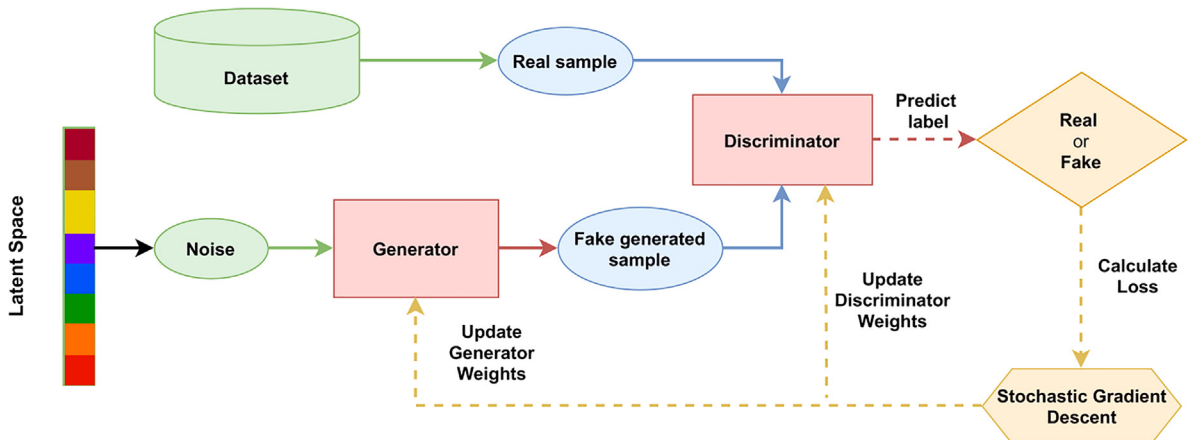 Dataset
Real sample
Discriminator
Predict
label
Real
or
Fake
Latent Space
Noise
Generator
Fake generated
sample
Update
Generator
Weights
Update
Discriminator
Weights
Calculate
Loss
Stochastic Gradient
Descent